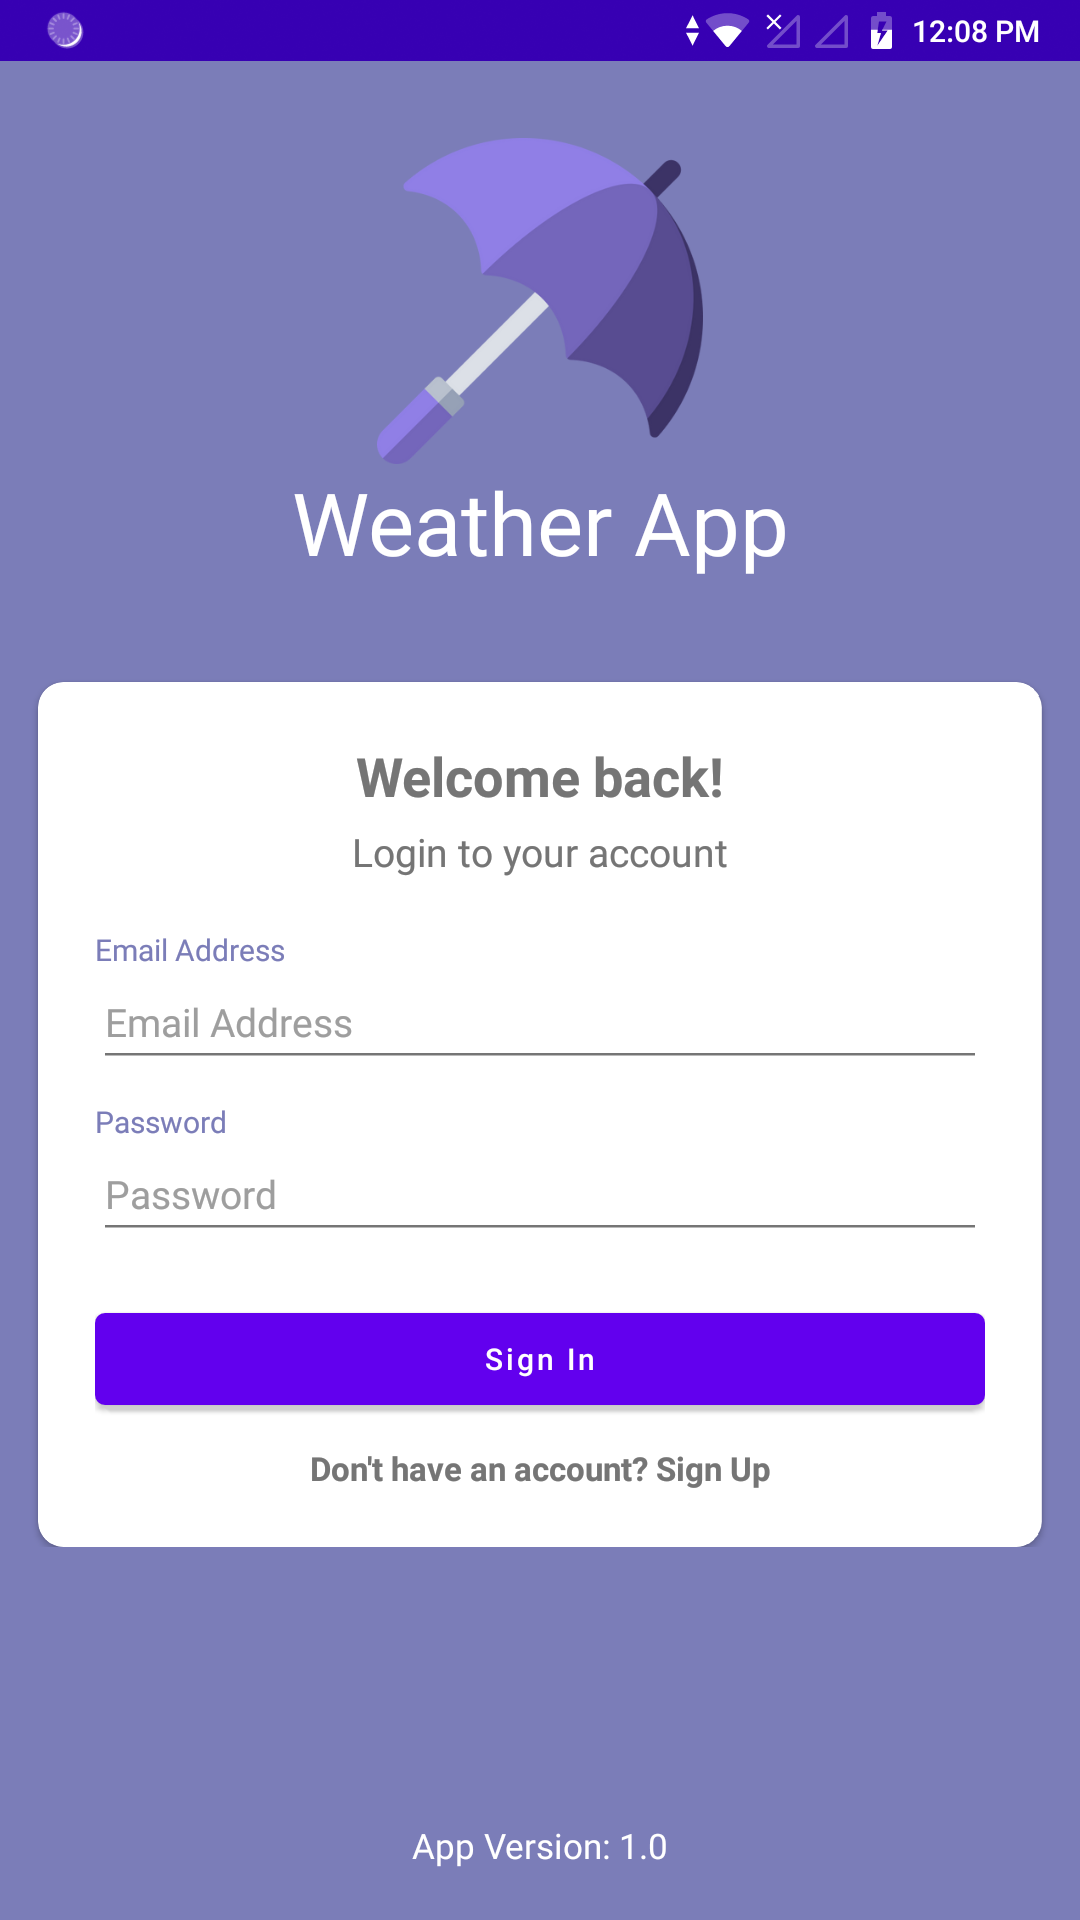 12:08 PM
Weather App
Welcome back!
Login to your account
Email Address
Email Address
Password
Password
Sign In
Don't have an account? Sign Up
App Version: 1.0